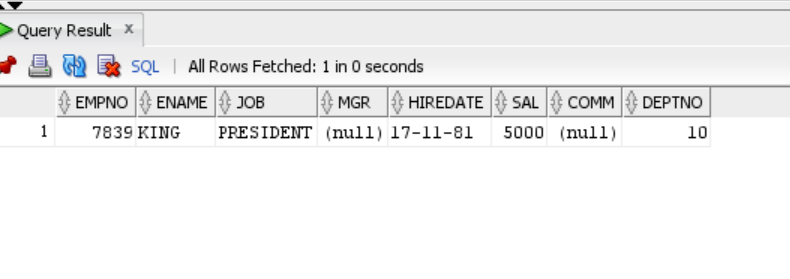 Query Result x
SQL | All Rows Fetched: 1 in 0 seconds
EMPNO ENAME JOB MGR HIREDATE SAL COMM DEPTNO
1 7839 KING PRESIDENT (null) 17-11-81 5000 (null) 10